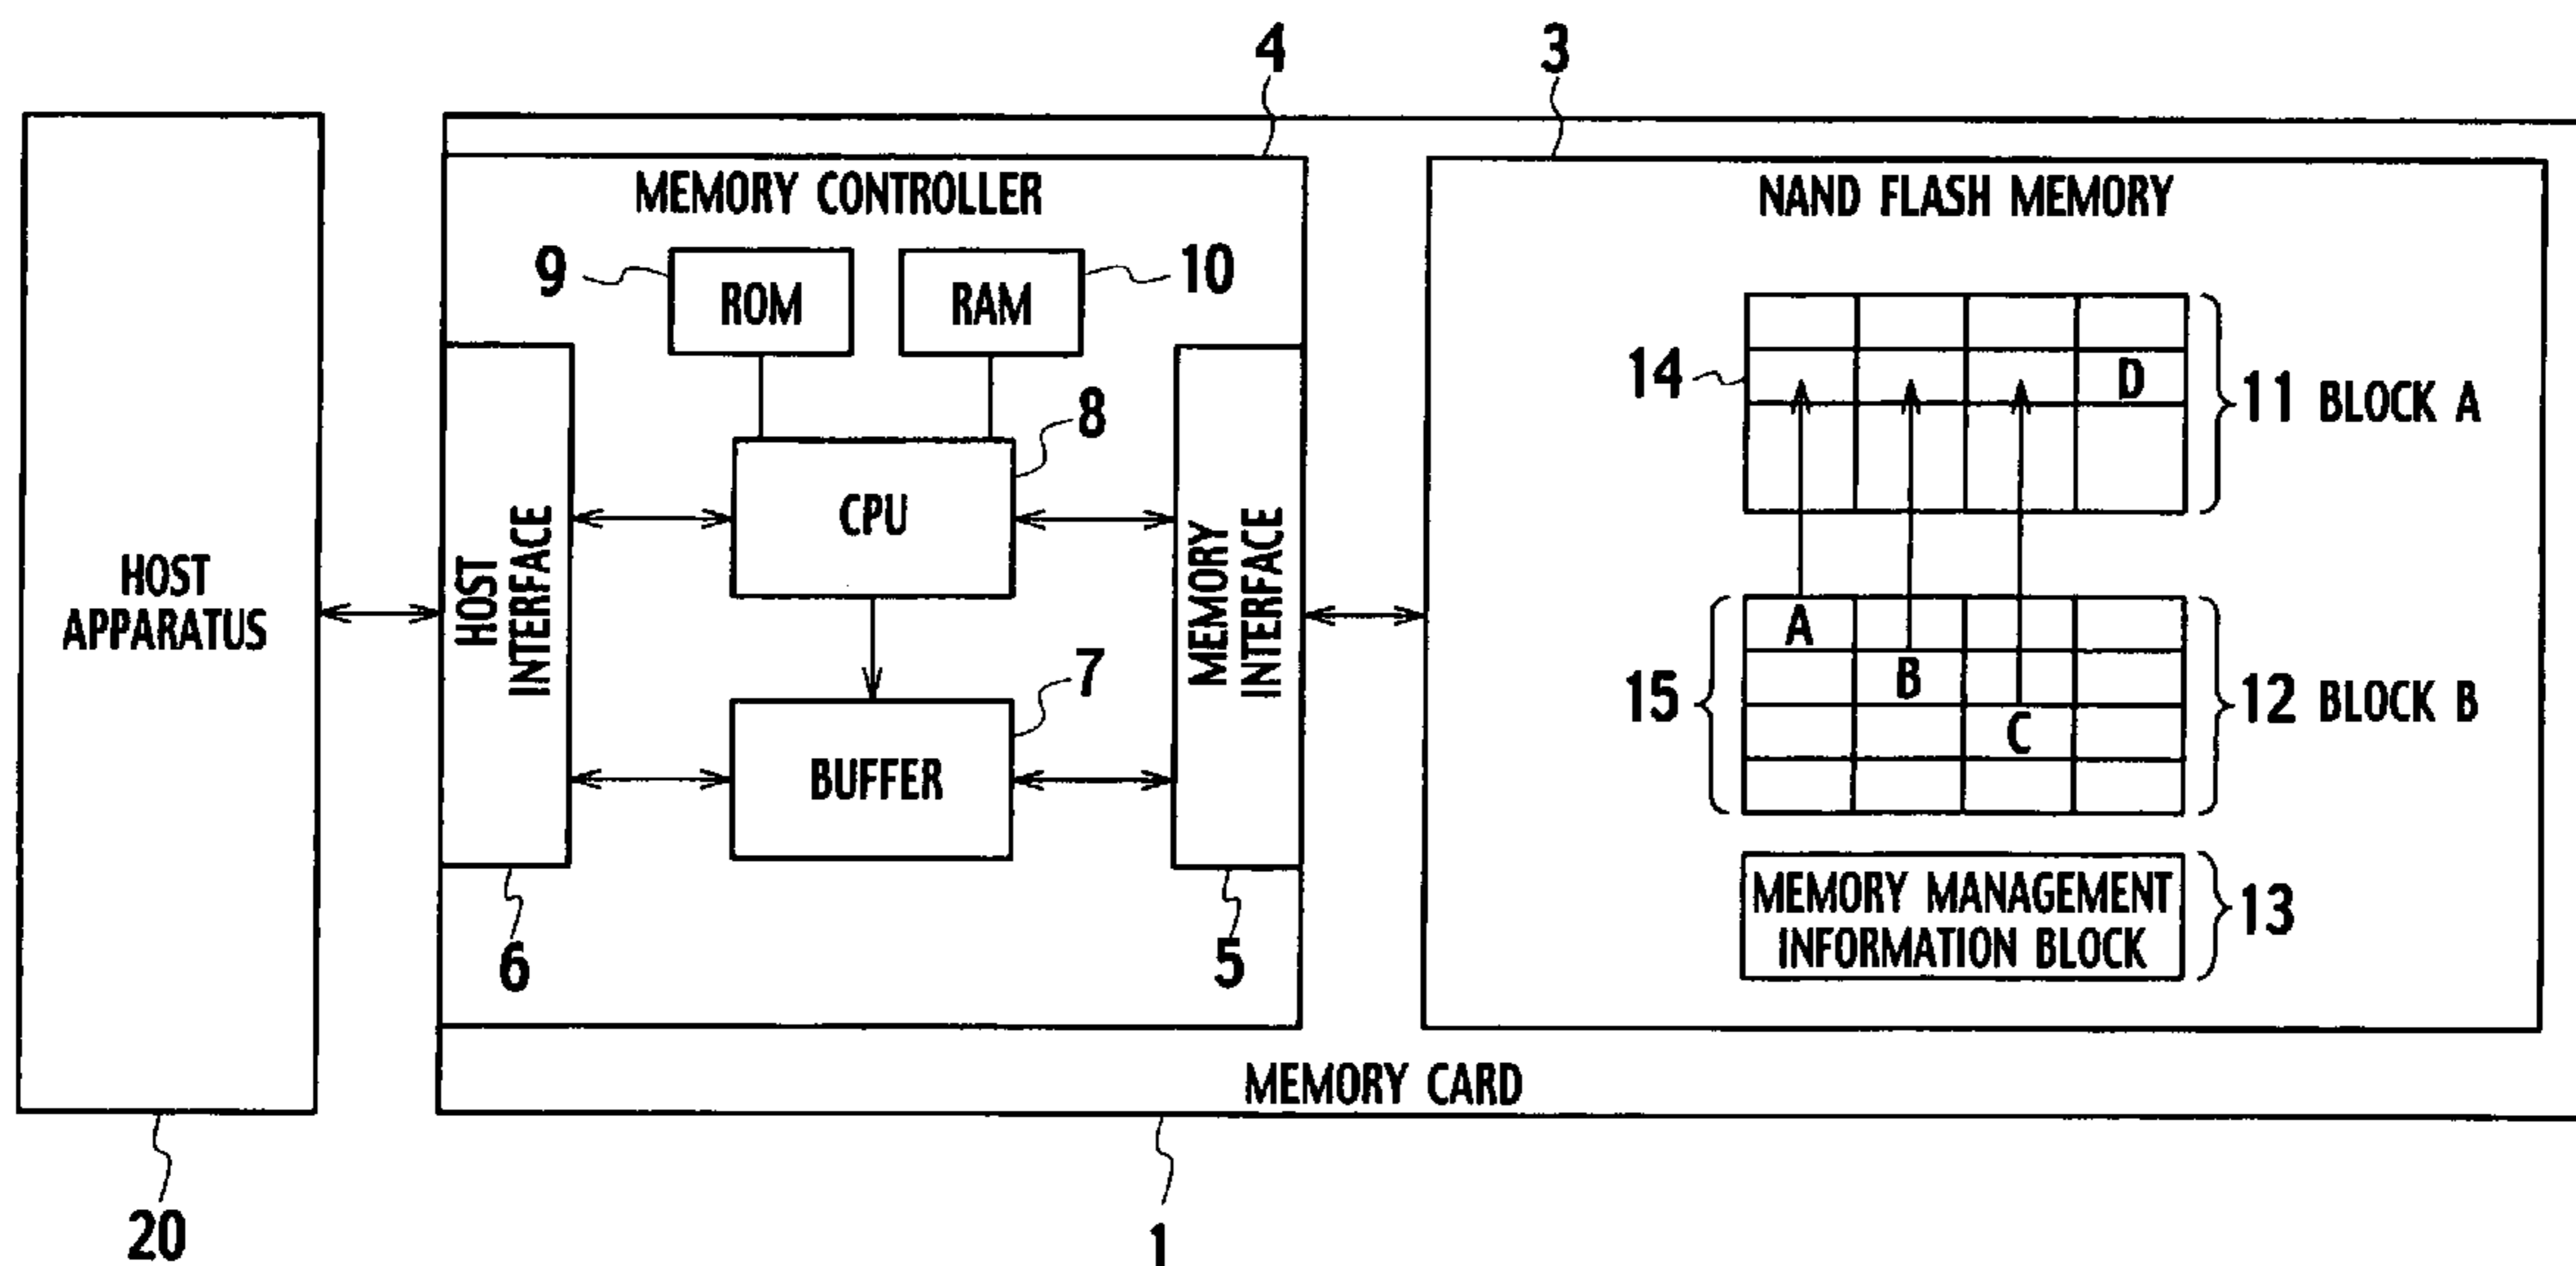 4
3
MEMORY CONTROLLER
NAND FLASH MEMORY
9
ROM
RAM
10
14
D
11 BLOCK A
8
CPU
HOST
APPARATUS
HOST
INTERFACE
MEMORY
INTERFACE
7
BUFFER
15
A
B
C
12 BLOCK B
MEMORY MANAGEMENT
INFORMATION BLOCK
13
6
5
MEMORY CARD
20
1